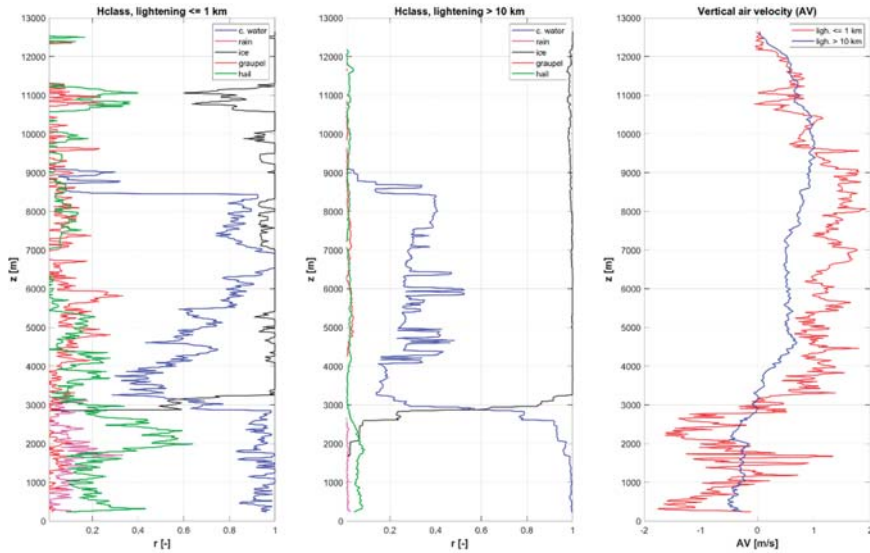 Hclass, lightening <= 1 km
c. water
rain
ice
graupel
hail
13000
12000
11000
10000
9000
8000
7000
6000
5000
4000
3000
2000
1000
0
z [m]
0.2 0.4 0.6 0.8 1
r [-]
Hclass, lightening > 10 km
c. water
rain
ice
graupel
hail
13000
12000
11000
10000
9000
8000
7000
6000
5000
4000
3000
2000
1000
0
z [m]
0.2 0.4 0.6 0.8 1
r [-]
Vertical air velocity (AV)
ligh. <= 1 km
ligh. > 10 km
13000
12000
11000
10000
9000
8000
7000
6000
5000
4000
3000
2000
1000
0
z [m]
-2 -1 0 1 2
AV [m/s]